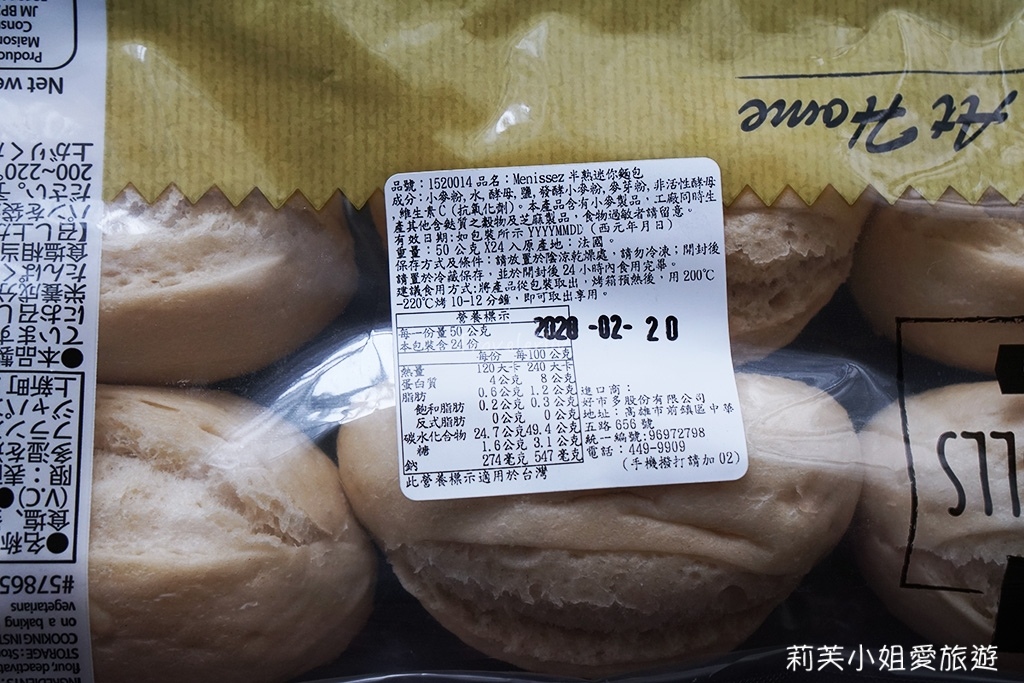 品號：1520014 品名：Menissez 半熟迷你麵包
成分：小麥粉, 水, 酵母, 鹽, 發酵小麥粉, 麥芽粉, 非活性酵母
, 維生素C (抗氧化劑)。本產品含有小麥製品，工廠同時生
產其他含麩質之穀物及芝麻製品，食物過敏者請留意。
有效日期：如包裝所示 YYYYMMDD (西元年月日)
重量：50 公克 X24 入原產地：法國。
保存方式及條件：請放置於陰涼乾燥處，請勿冷凍；開封後
請置於冷藏保存，並於開封後 24 小時內食用完畢。
建議食用方式：將產品從包裝取出，烤箱預熱後，用 200℃
-220℃ 烤 10-12 分鐘，即可取出享用。
營養標示
每一份量 50 公克
本包裝含 24 份
2020 -02- 20
每份 每100 公克
熱量 120 大卡 240 大卡
蛋白質 4 公克 8 公克
脂肪 0.6 公克 1.2 公克
飽和脂肪 0.2 公克 0.3 公克
反式脂肪 0 公克 0 公克
碳水化合物 24.7 公克 49.4 公克
糖 1.6 公克 3.1 公克
鈉 274 毫克 547 毫克
此營養標示適用於台灣
進口商：
好市多股份有限公司
地址：高雄市前鎮區中華
五路 656 號
統一編號：96972798
電話：449-9909
(手機撥打請加 02)
At Home
Net we
#57865
vegetarians
on a baking
COOKING INST
STORAGE: Sto
flour, deactivat
莉芙小姐愛旅遊